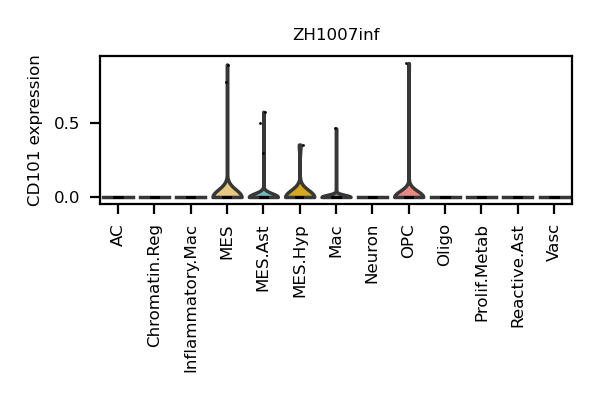 ZH1007inf
CD101 expression
0.5
0.0
AC
Chromatin.Reg
Inflammatory.Mac
MES
MES.Ast
MES.Hyp
Mac
Neuron
OPC
Oligo
Prolif.Metab
Reactive.Ast
Vasc